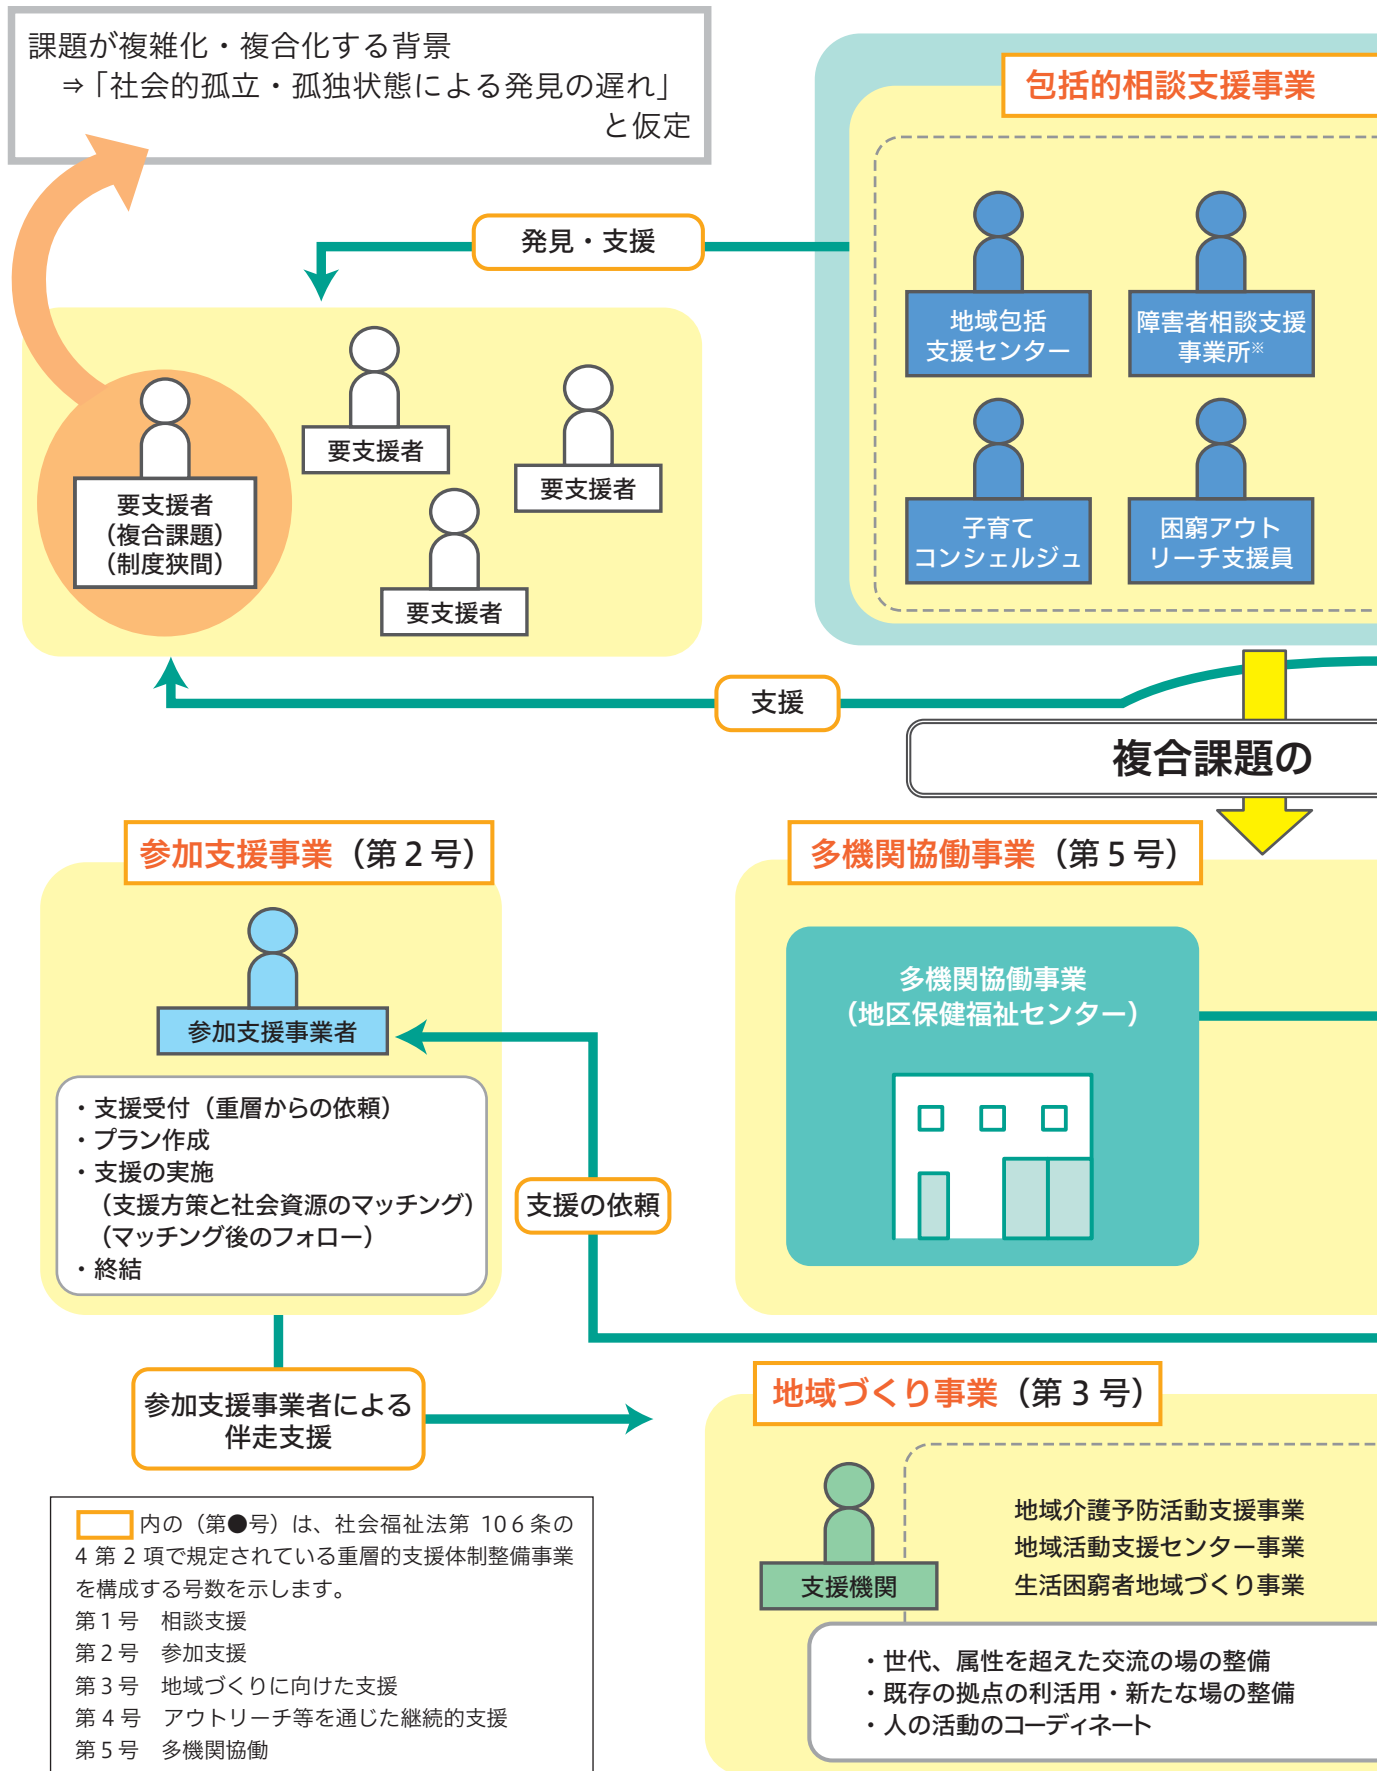 課題が複雑化・複合化する背景
⇒「社会的孤立・孤独状態による発見の遅れ」
と仮定
包括的相談支援事業
発見・支援
地域包括
支援センター
障害者相談支援
事業所※
子育て
コンシェルジュ
困窮アウト
リーチ支援員
要支援者
要支援者
要支援者
(複合課題)
(制度狭間)
要支援者
支援
複合課題の
参加支援事業（第２号）
参加支援事業者
・支援受付（重層からの依頼）
・プラン作成
・支援の実施
（支援方策と社会資源のマッチング）
（マッチング後のフォロー）
・終結
支援の依頼
多機関協働事業（第５号）
多機関協働事業
（地区保健福祉センター）
参加支援事業者による
伴走支援
地域づくり事業（第３号）
支援機関
地域介護予防活動支援事業
地域活動支援センター事業
生活困窮者地域づくり事業
・世代、属性を超えた交流の場の整備
・既存の拠点の利活用・新たな場の整備
・人の活動のコーディネート
内の（第●号）は、社会福祉法第 106条の
４第２項で規定されている重層的支援体制整備事業
を構成する号数を示します。
第１号　相談支援
第２号　参加支援
第３号　地域づくりに向けた支援
第４号　アウトリーチ等を通じた継続的支援
第５号　多機関協働